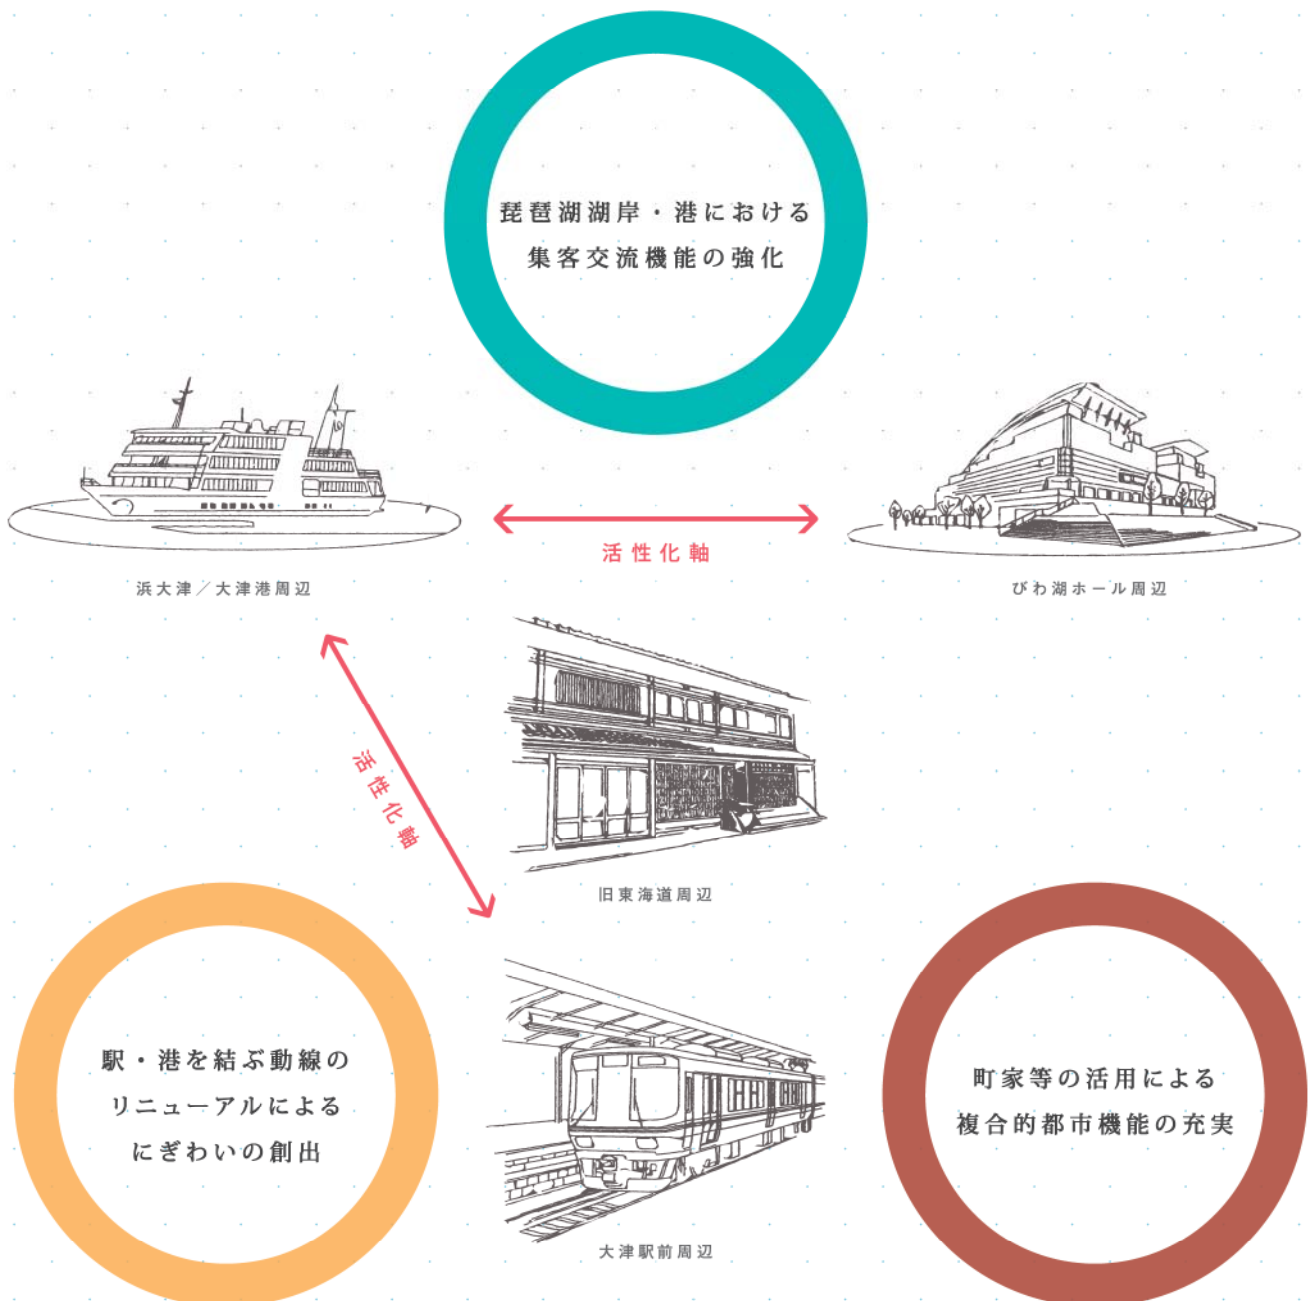 琵琶湖湖岸・港における
集客交流機能の強化
活性化軸
浜大津／大津港周辺
びわ湖ホール周辺
活性化軸
旧東海道周辺
駅・港を結ぶ動線の
リニューアルによる
にぎわいの創出
町家等の活用による
複合的都市機能の充実
大津駅前周辺